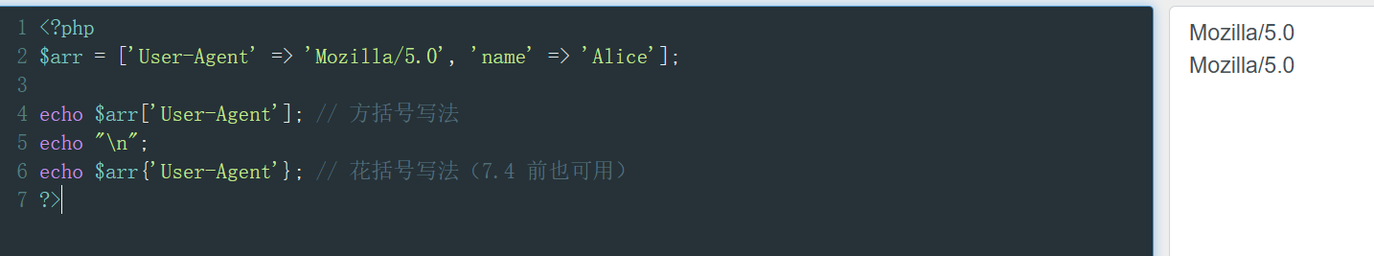 1 <?php
2 $arr = ['User-Agent' => 'Mozilla/5.0', 'name' => 'Alice'];
3
4 echo $arr['User-Agent']; // 方括号写法
5 echo "\n";
6 echo $arr{'User-Agent'}; // 花括号写法（7.4 前也可用）
7 ?>
Mozilla/5.0
Mozilla/5.0